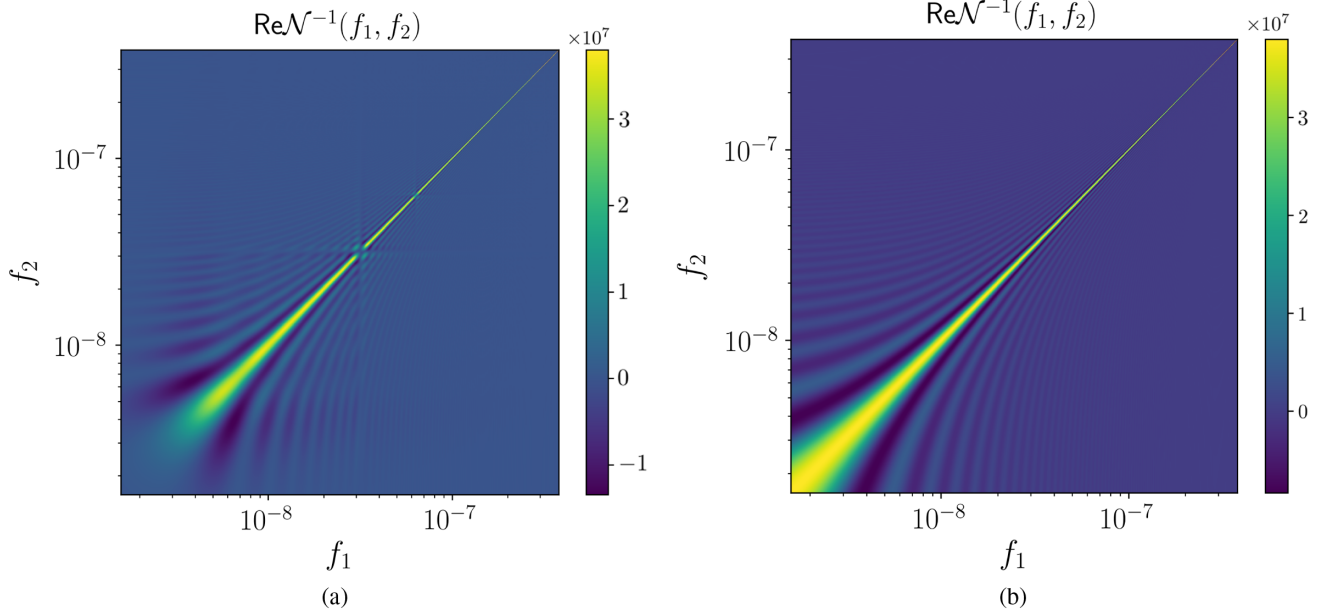 Re𝒩⁻¹(f₁, f₂)
×10⁷
3
2
1
0
−1
10⁻⁷
10⁻⁸
f₂
10⁻⁸ 10⁻⁷
f₁
(a)
Re𝒩⁻¹(f₁, f₂)
×10⁷
3
2
1
0
10⁻⁷
10⁻⁸
f₂
10⁻⁸ 10⁻⁷
f₁
(b)